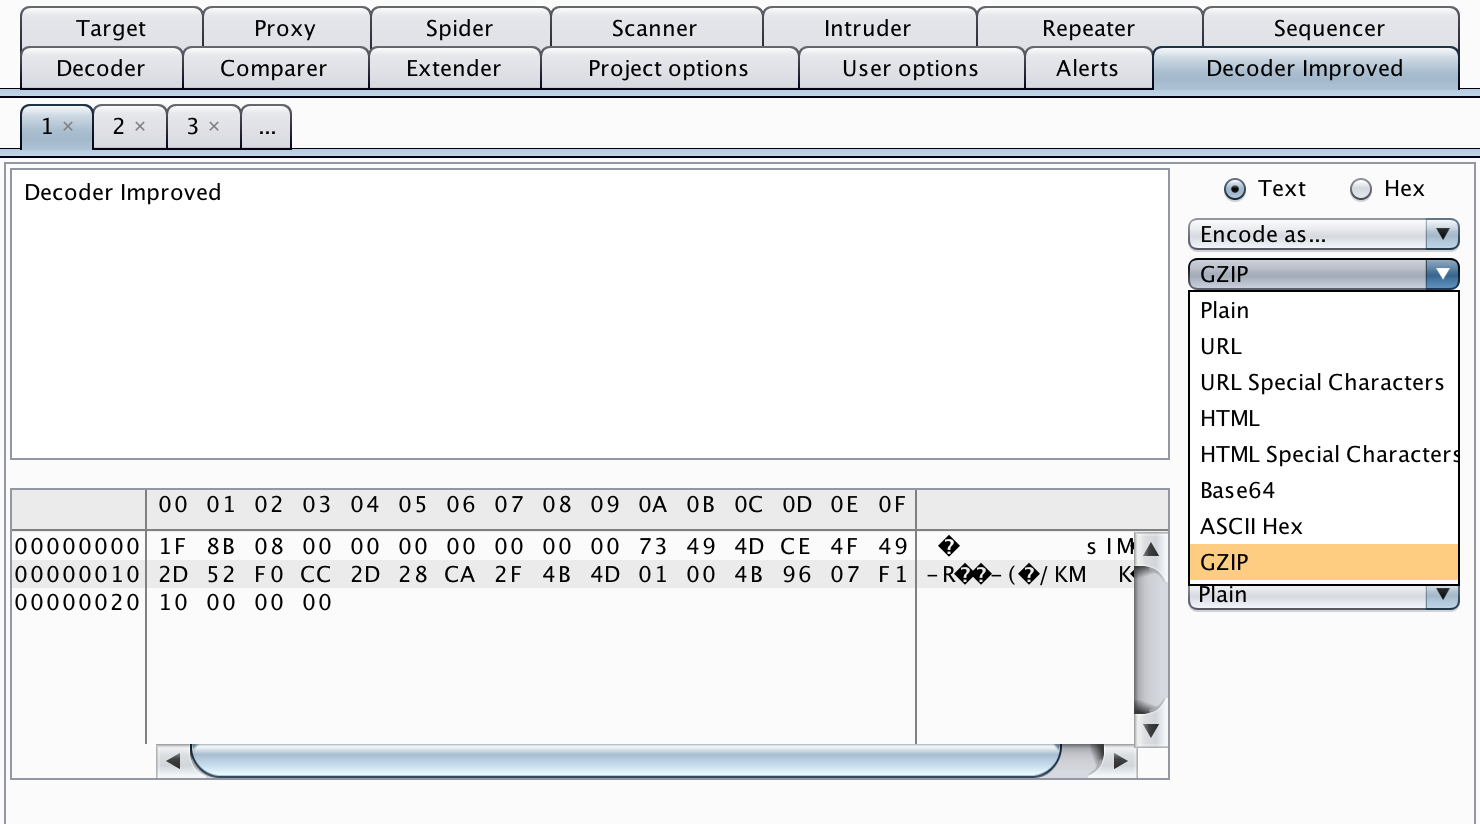 Target Proxy Spider Scanner Intruder Repeater Sequencer
Decoder Comparer Extender Project options User options Alerts Decoder Improved
1 × 2 × 3 × ...
Decoder Improved
Text Hex
Encode as...
GZIP
Plain
URL
URL Special Characters
HTML
HTML Special Characters
Base64
ASCII Hex
GZIP
Plain
00 01 02 03 04 05 06 07 08 09 0A 0B 0C 0D 0E 0F
00000000 1F 8B 08 00 00 00 00 00 00 00 73 49 4D CE 4F 49 � sIM
00000010 2D 52 F0 CC 2D 28 CA 2F 4B 4D 01 00 4B 96 07 F1 -R��-(�/KM K
00000020 10 00 00 00